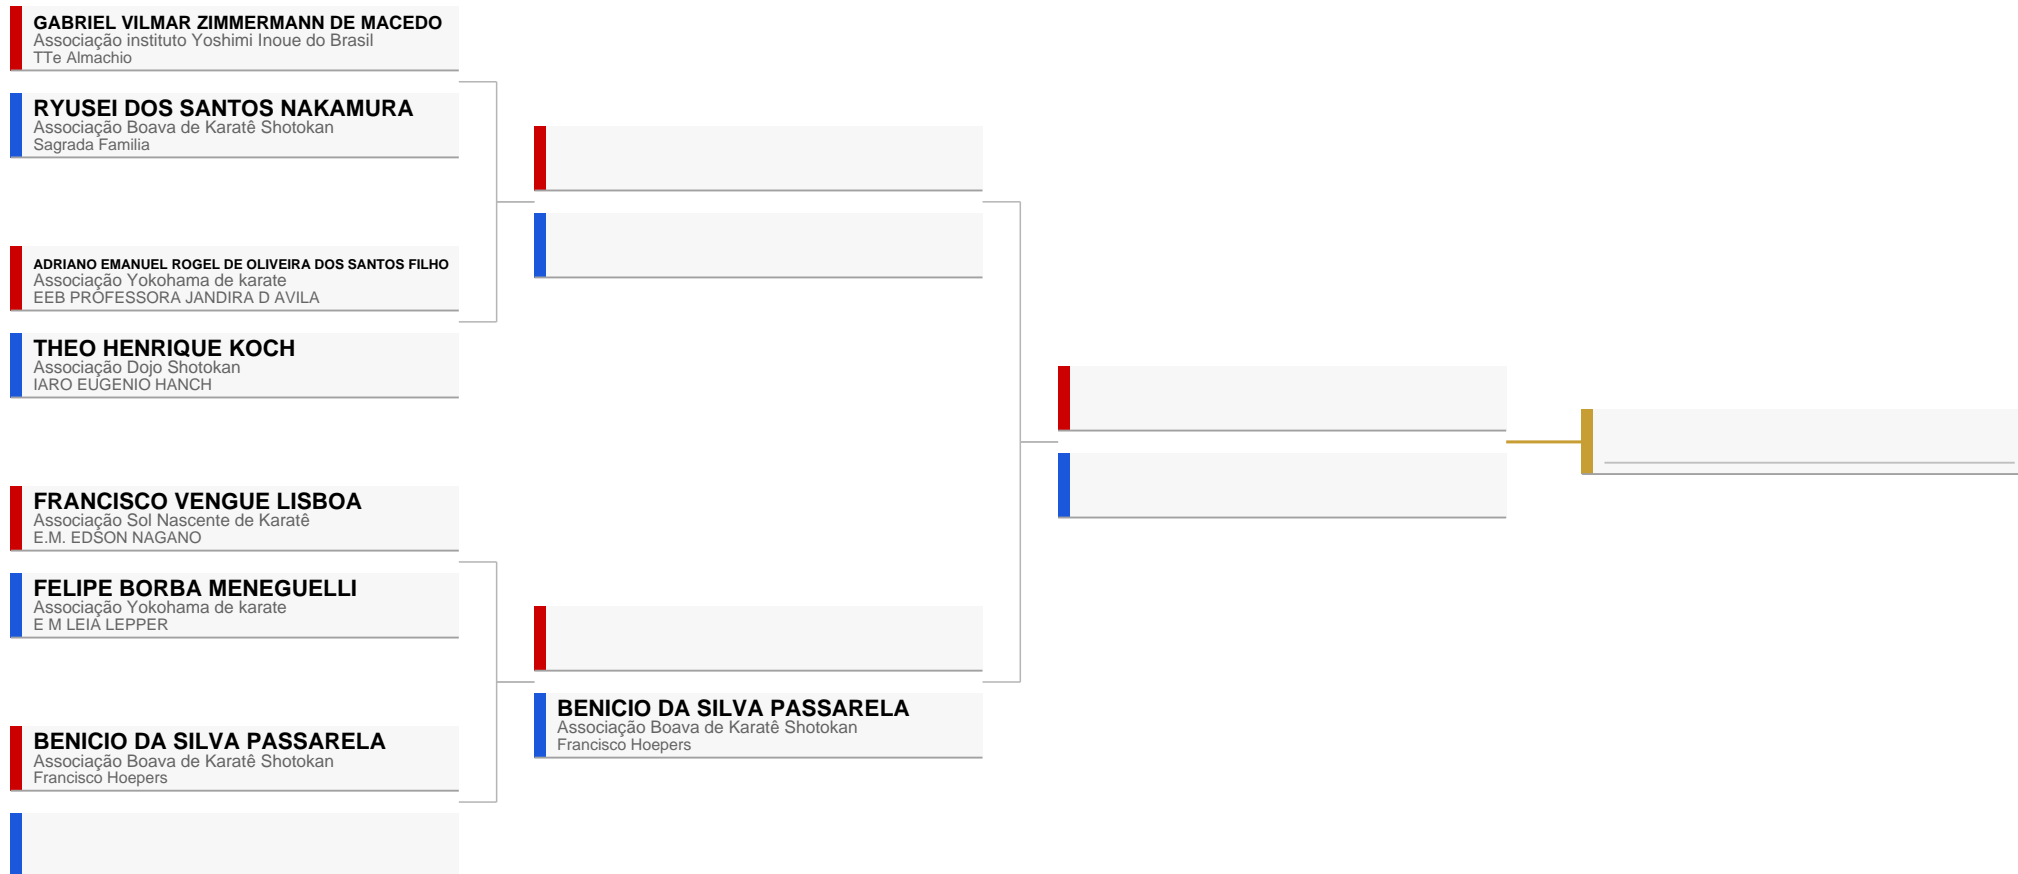 GABRIEL VILMAR ZIMMERMANN DE MACEDO
Associação instituto Yoshimi Inoue do Brasil
TTe Almachio
RYUSEI DOS SANTOS NAKAMURA
Associação Boava de Karatê Shotokan
Sagrada Familia
ADRIANO EMANUEL ROGEL DE OLIVEIRA DOS SANTOS FILHO
Associação Yokohama de karate
EEB PROFESSORA JANDIRA D AVILA
THEO HENRIQUE KOCH
Associação Dojo Shotokan
IARO EUGENIO HANCH
FRANCISCO VENGUE LISBOA
Associação Sol Nascente de Karatê
E.M. EDSON NAGANO
FELIPE BORBA MENEGUELLI
Associação Yokohama de karate
E M LEIA LEPPER
BENICIO DA SILVA PASSARELA
Associação Boava de Karatê Shotokan
Francisco Hoepers
BENICIO DA SILVA PASSARELA
Associação Boava de Karatê Shotokan
Francisco Hoepers